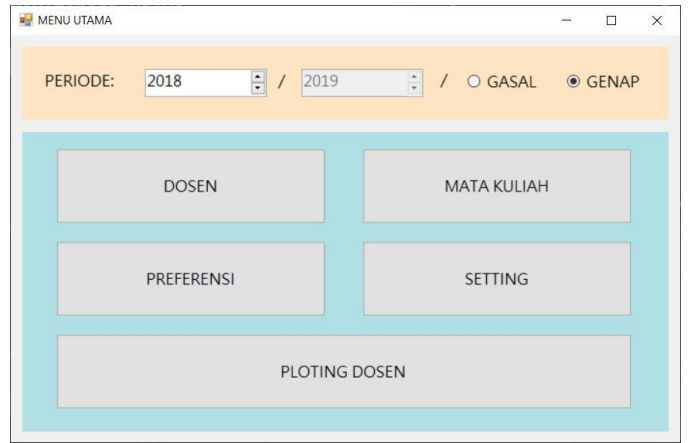 MENU UTAMA
PERIODE: 2018 / 2019 / GASAL GENAP
DOSEN MATA KULIAH
PREFERENSI SETTING
PLOTING DOSEN